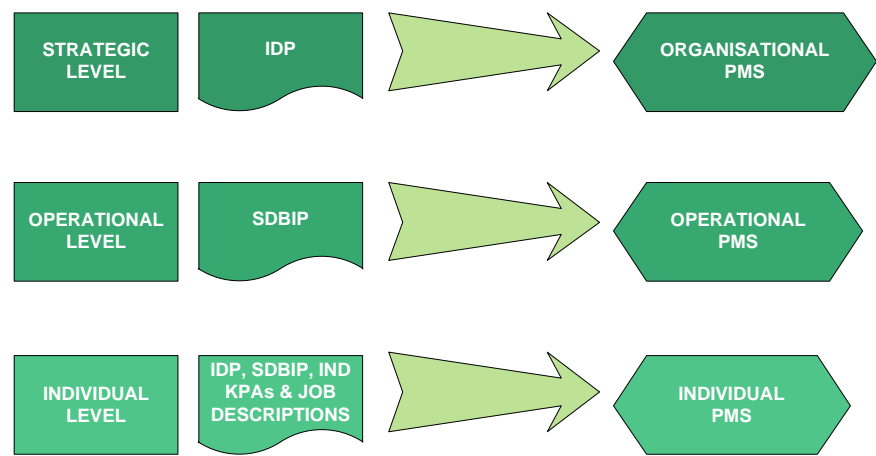 STRATEGIC
LEVEL
IDP
ORGANISATIONAL
PMS
OPERATIONAL
LEVEL
SDBIP
OPERATIONAL
PMS
INDIVIDUAL
LEVEL
IDP, SDBIP, IND
KPAs & JOB
DESCRIPTIONS
INDIVIDUAL
PMS